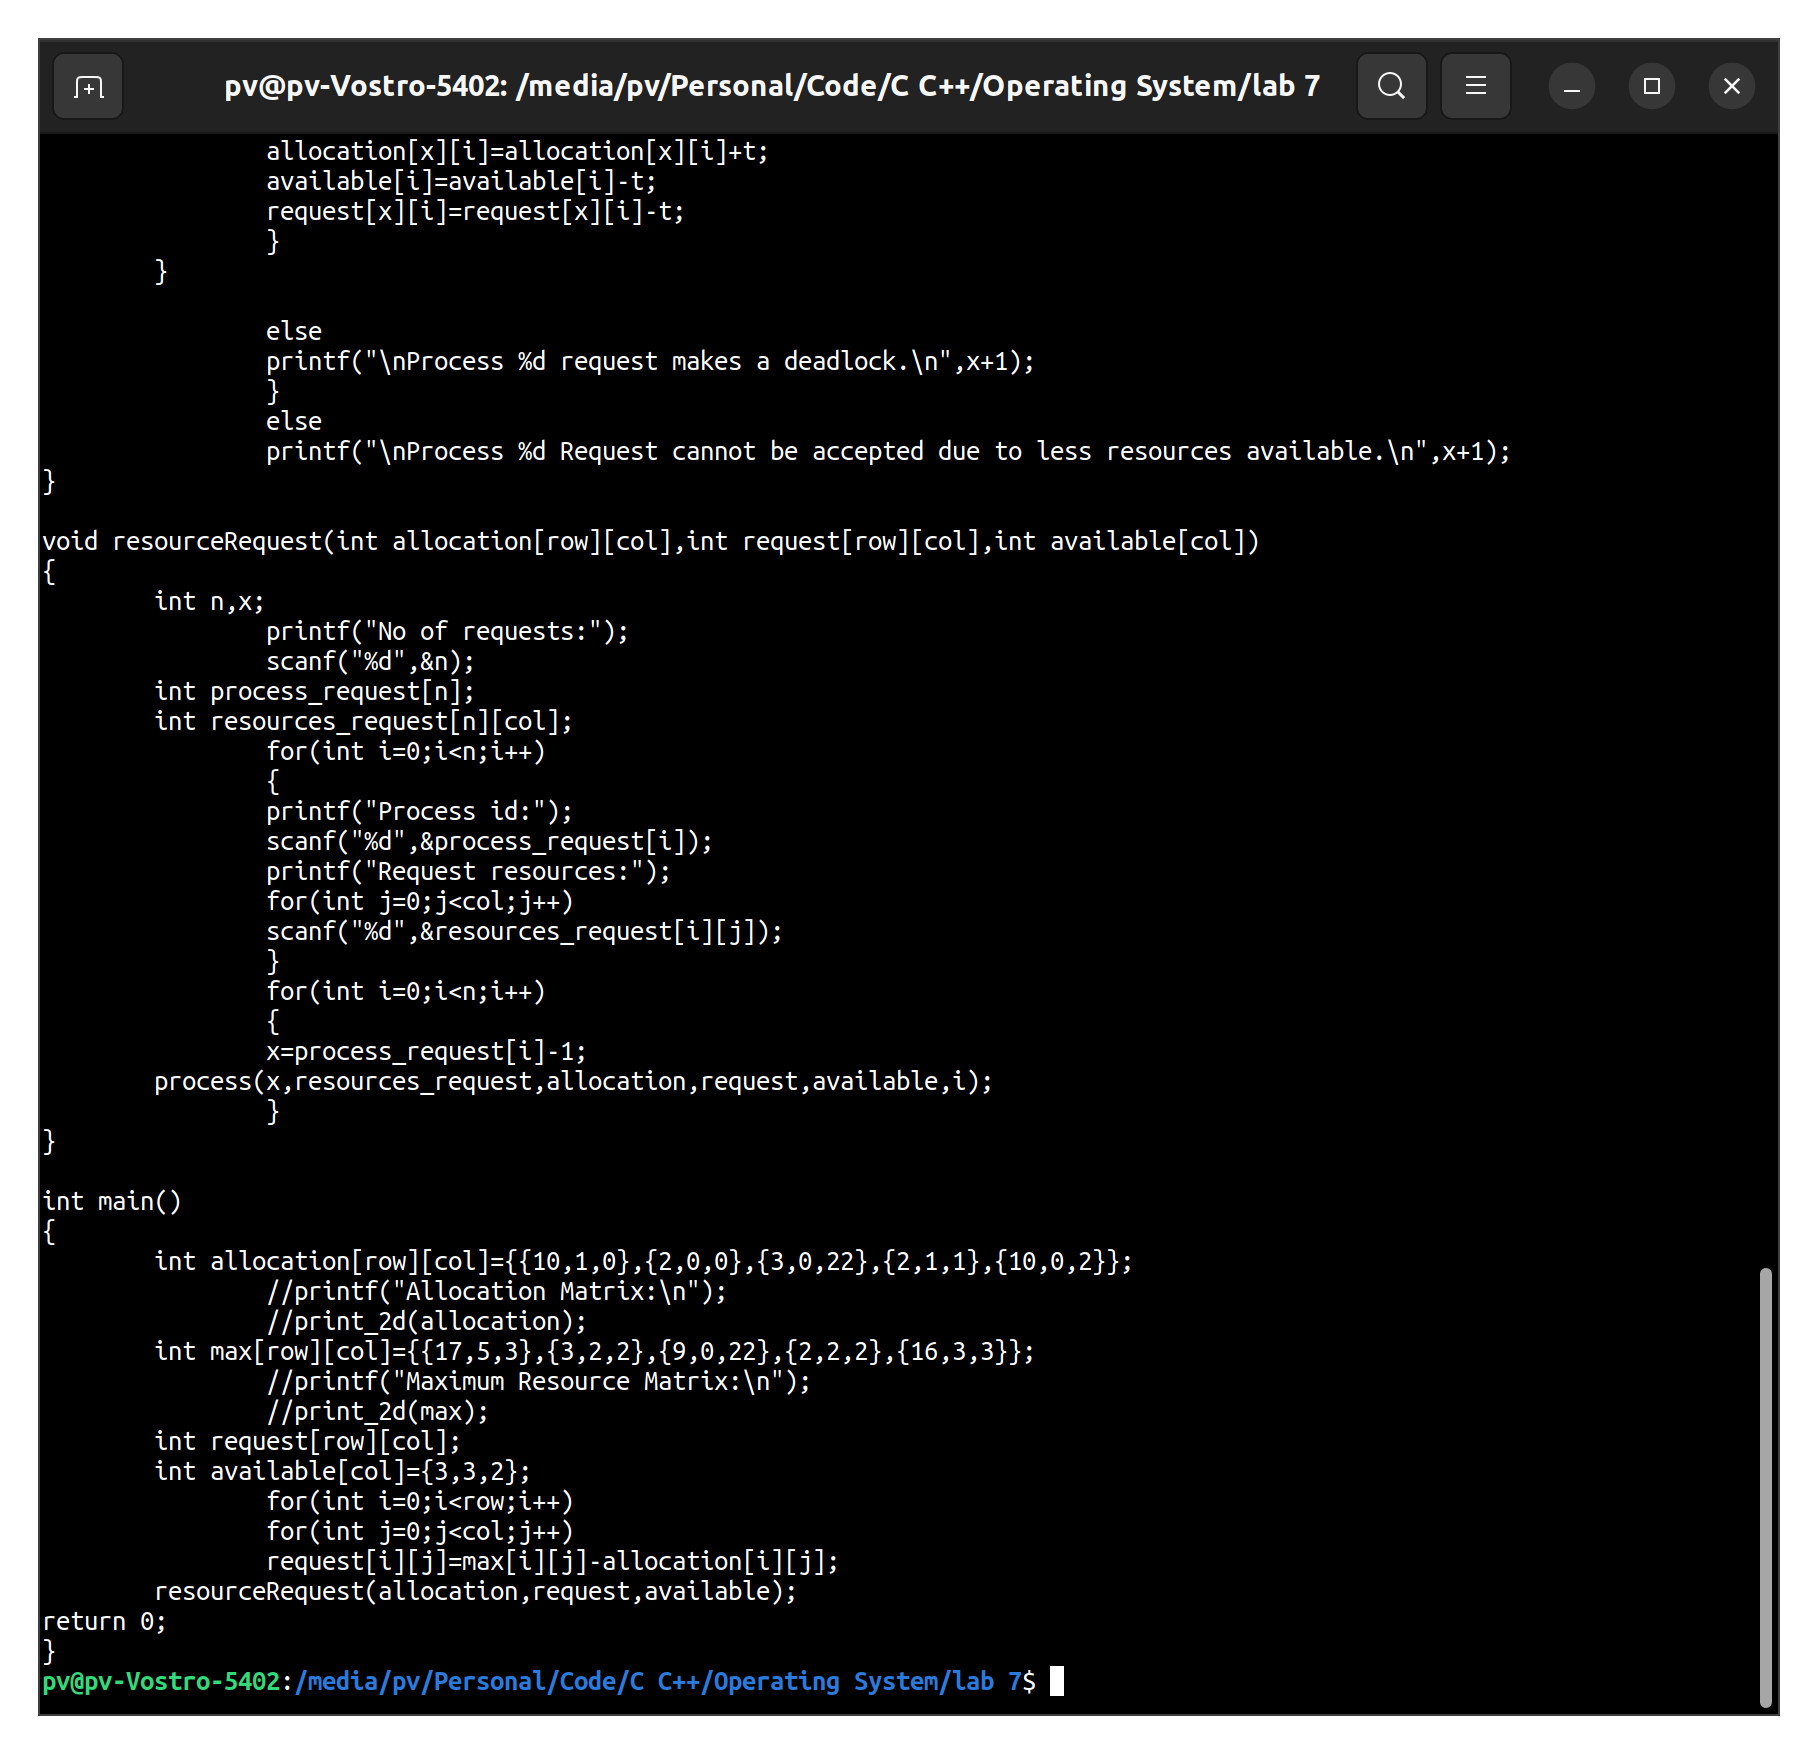 pv@pv-Vostro-5402: /media/pv/Personal/Code/C C++/Operating System/lab 7
                allocation[x][i]=allocation[x][i]+t;
                available[i]=available[i]-t;
                request[x][i]=request[x][i]-t;
                }
        }

                else
                printf("\nProcess %d request makes a deadlock.\n",x+1);
                }
                else
                printf("\nProcess %d Request cannot be accepted due to less resources available.\n",x+1);
}

void resourceRequest(int allocation[row][col],int request[row][col],int available[col])
{
        int n,x;
                printf("No of requests:");
                scanf("%d",&n);
        int process_request[n];
        int resources_request[n][col];
                for(int i=0;i<n;i++)
                {
                printf("Process id:");
                scanf("%d",&process_request[i]);
                printf("Request resources:");
                for(int j=0;j<col;j++)
                scanf("%d",&resources_request[i][j]);
                }
                for(int i=0;i<n;i++)
                {
                x=process_request[i]-1;
        process(x,resources_request,allocation,request,available,i);
                }
}

int main()
{
        int allocation[row][col]={{10,1,0},{2,0,0},{3,0,22},{2,1,1},{10,0,2}};
                //printf("Allocation Matrix:\n");
                //print_2d(allocation);
        int max[row][col]={{17,5,3},{3,2,2},{9,0,22},{2,2,2},{16,3,3}};
                //printf("Maximum Resource Matrix:\n");
                //print_2d(max);
        int request[row][col];
        int available[col]={3,3,2};
                for(int i=0;i<row;i++)
                for(int j=0;j<col;j++)
                request[i][j]=max[i][j]-allocation[i][j];
        resourceRequest(allocation,request,available);
return 0;
}
pv@pv-Vostro-5402:/media/pv/Personal/Code/C C++/Operating System/lab 7$